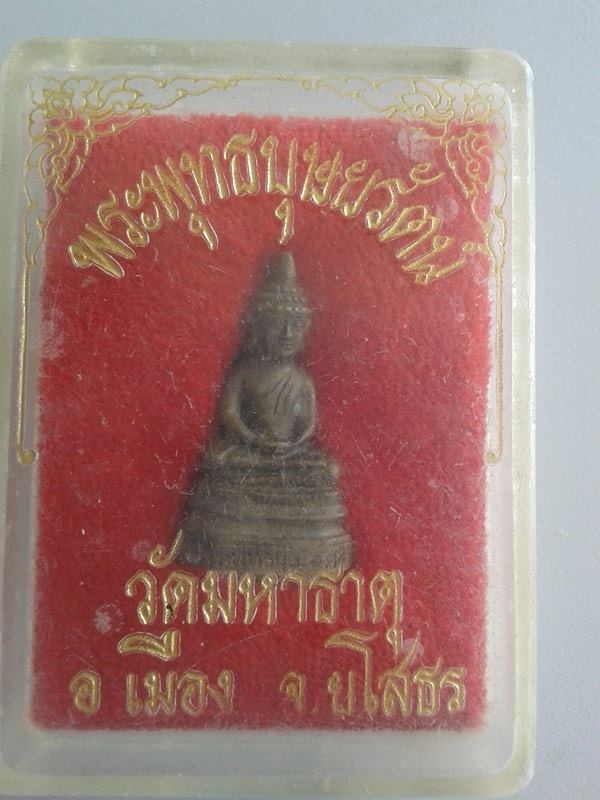 พระพุทธบุษยรัตน์
วัดมหาธาตุ
อ เมือง จ. ยโสธร